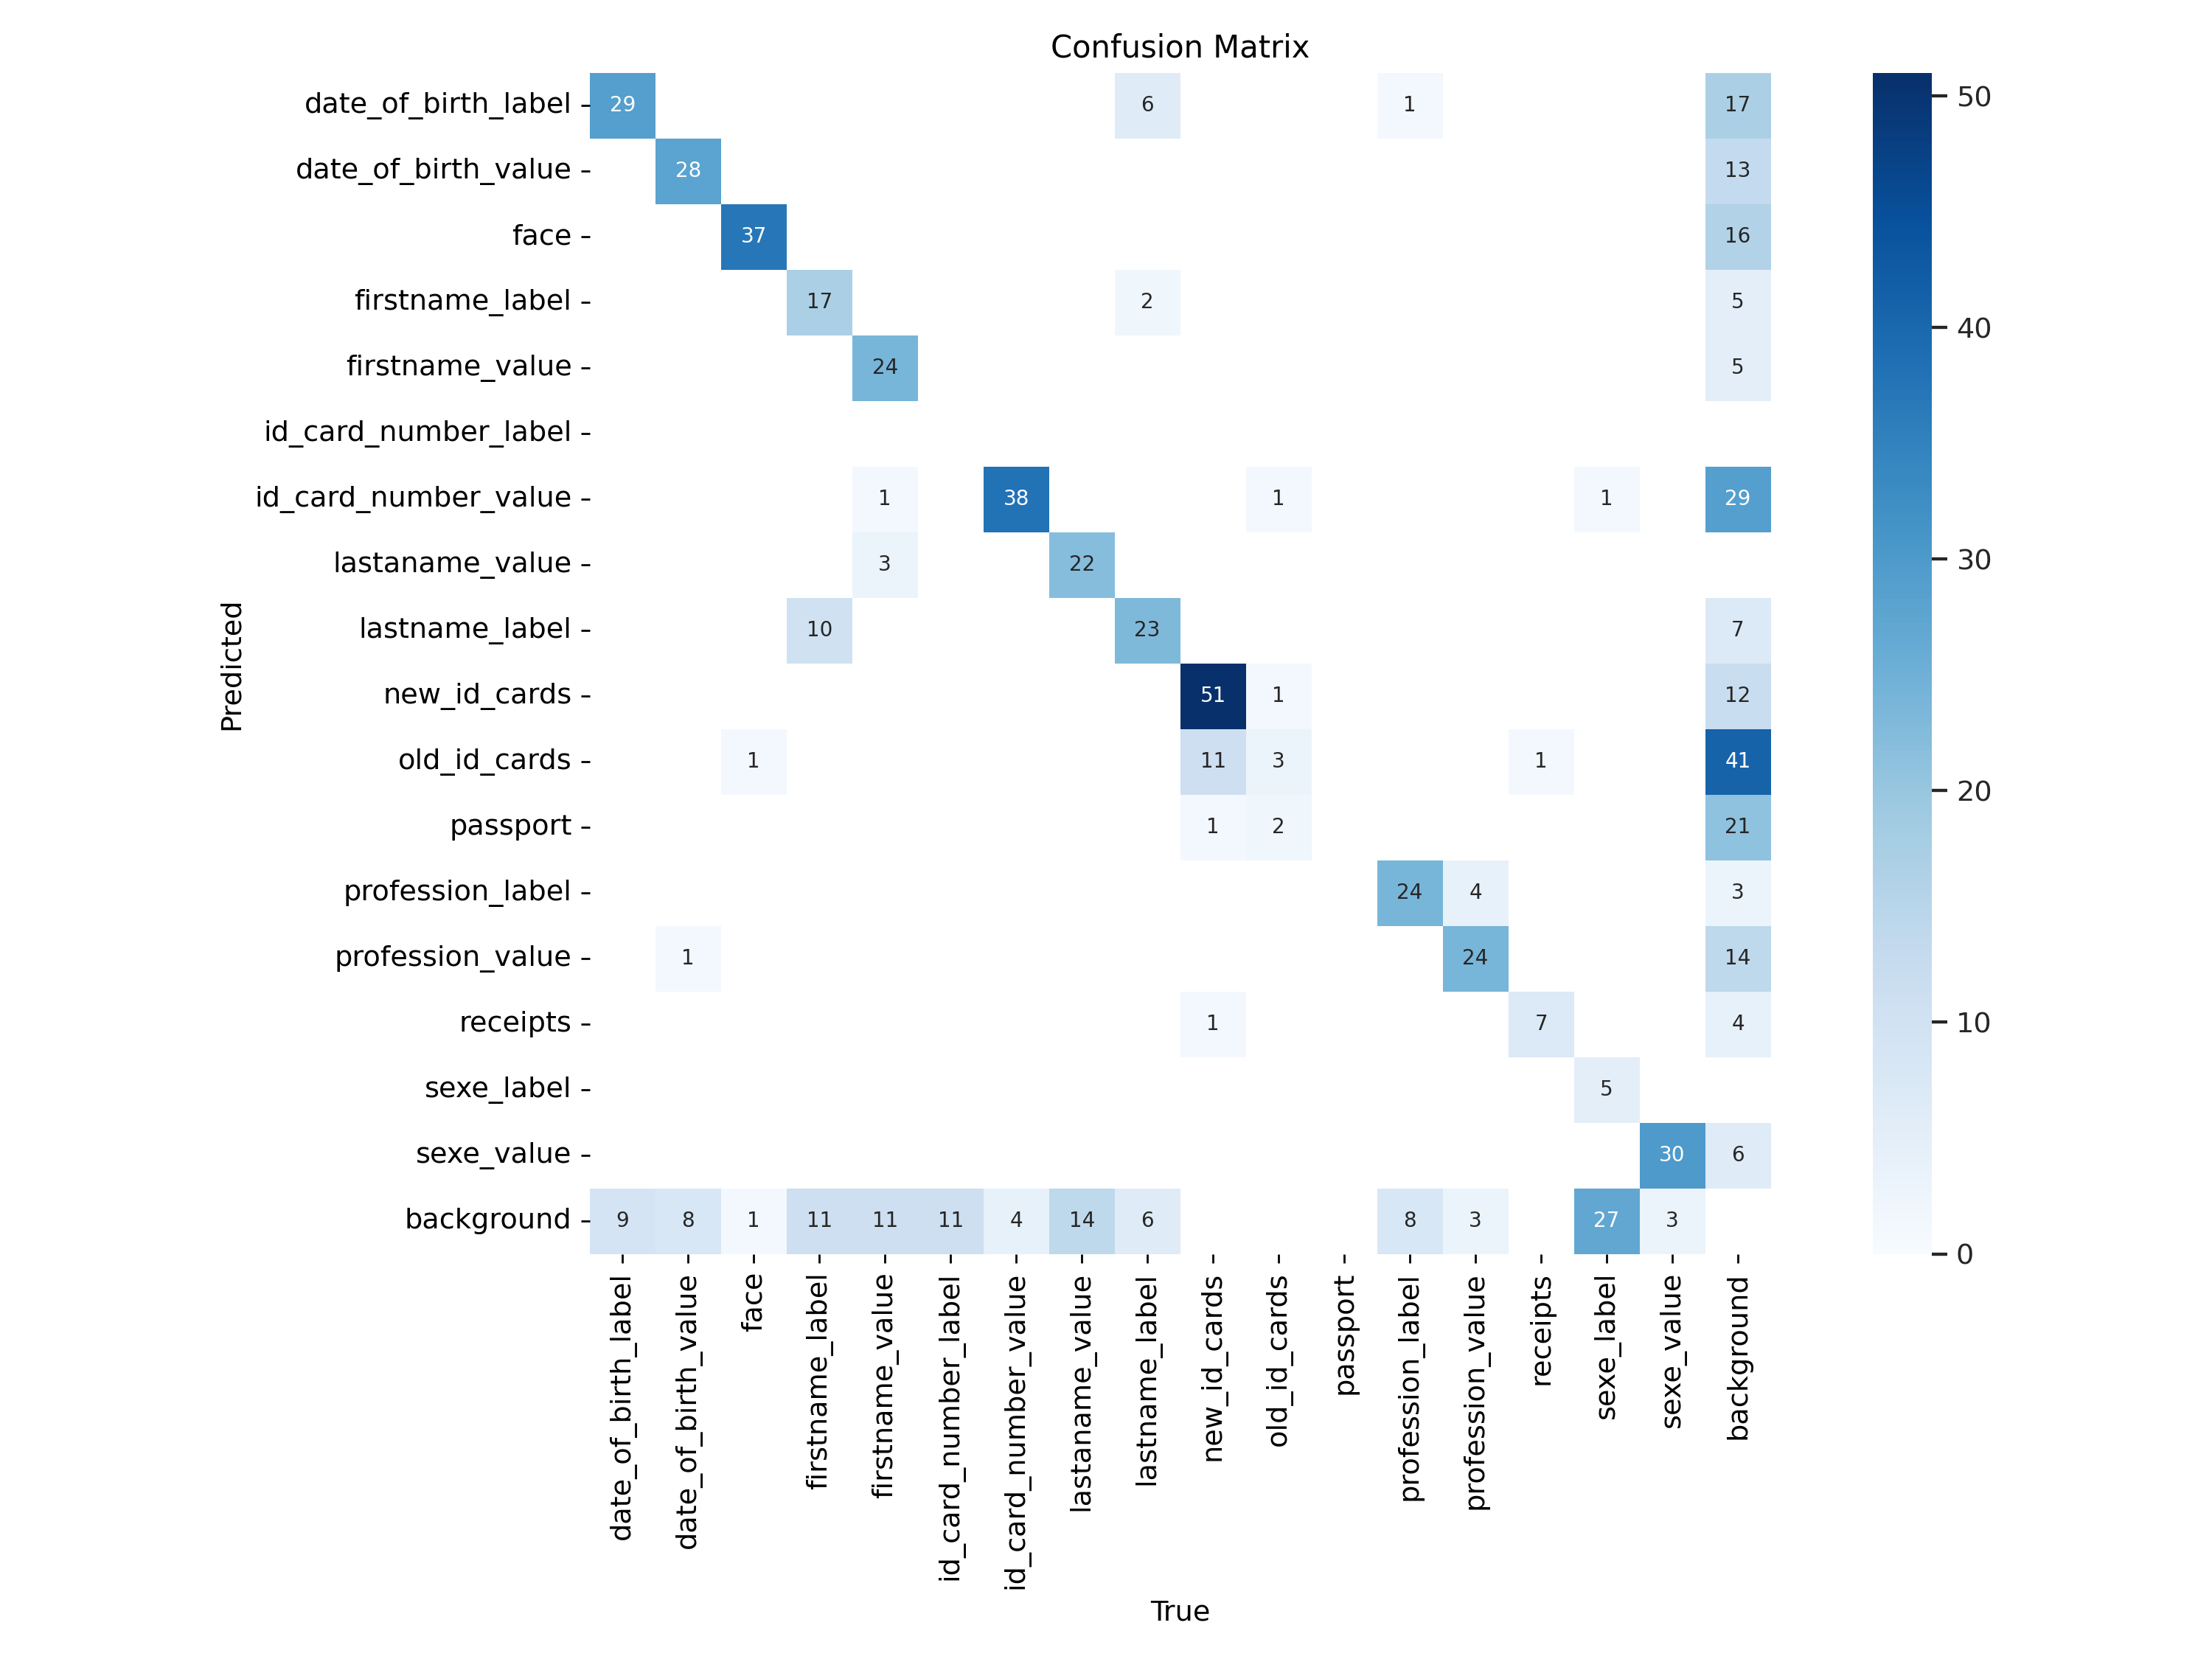 Confusion Matrix
date_of_birth_label 29 6 1 17
date_of_birth_value 28 13
face 37 16
firstname_label 17 2 5
firstname_value 24 5
id_card_number_label
id_card_number_value 1 38 1 1 29
lastaname_value 3 22
lastname_label 10 23 7
new_id_cards 51 1 12
old_id_cards 1 11 3 1 41
passport 1 2 21
profession_label 24 4 3
profession_value 1 24 14
receipts 1 7 4
sexe_label 5
sexe_value 30 6
background 9 8 1 11 11 11 4 14 6 8 3 27 3
Predicted
date_of_birth_label
date_of_birth_value
face
firstname_label
firstname_value
id_card_number_label
id_card_number_value
lastaname_value
lastname_label
new_id_cards
old_id_cards
passport
profession_label
profession_value
receipts
sexe_label
sexe_value
background
True
50
40
30
20
10
0